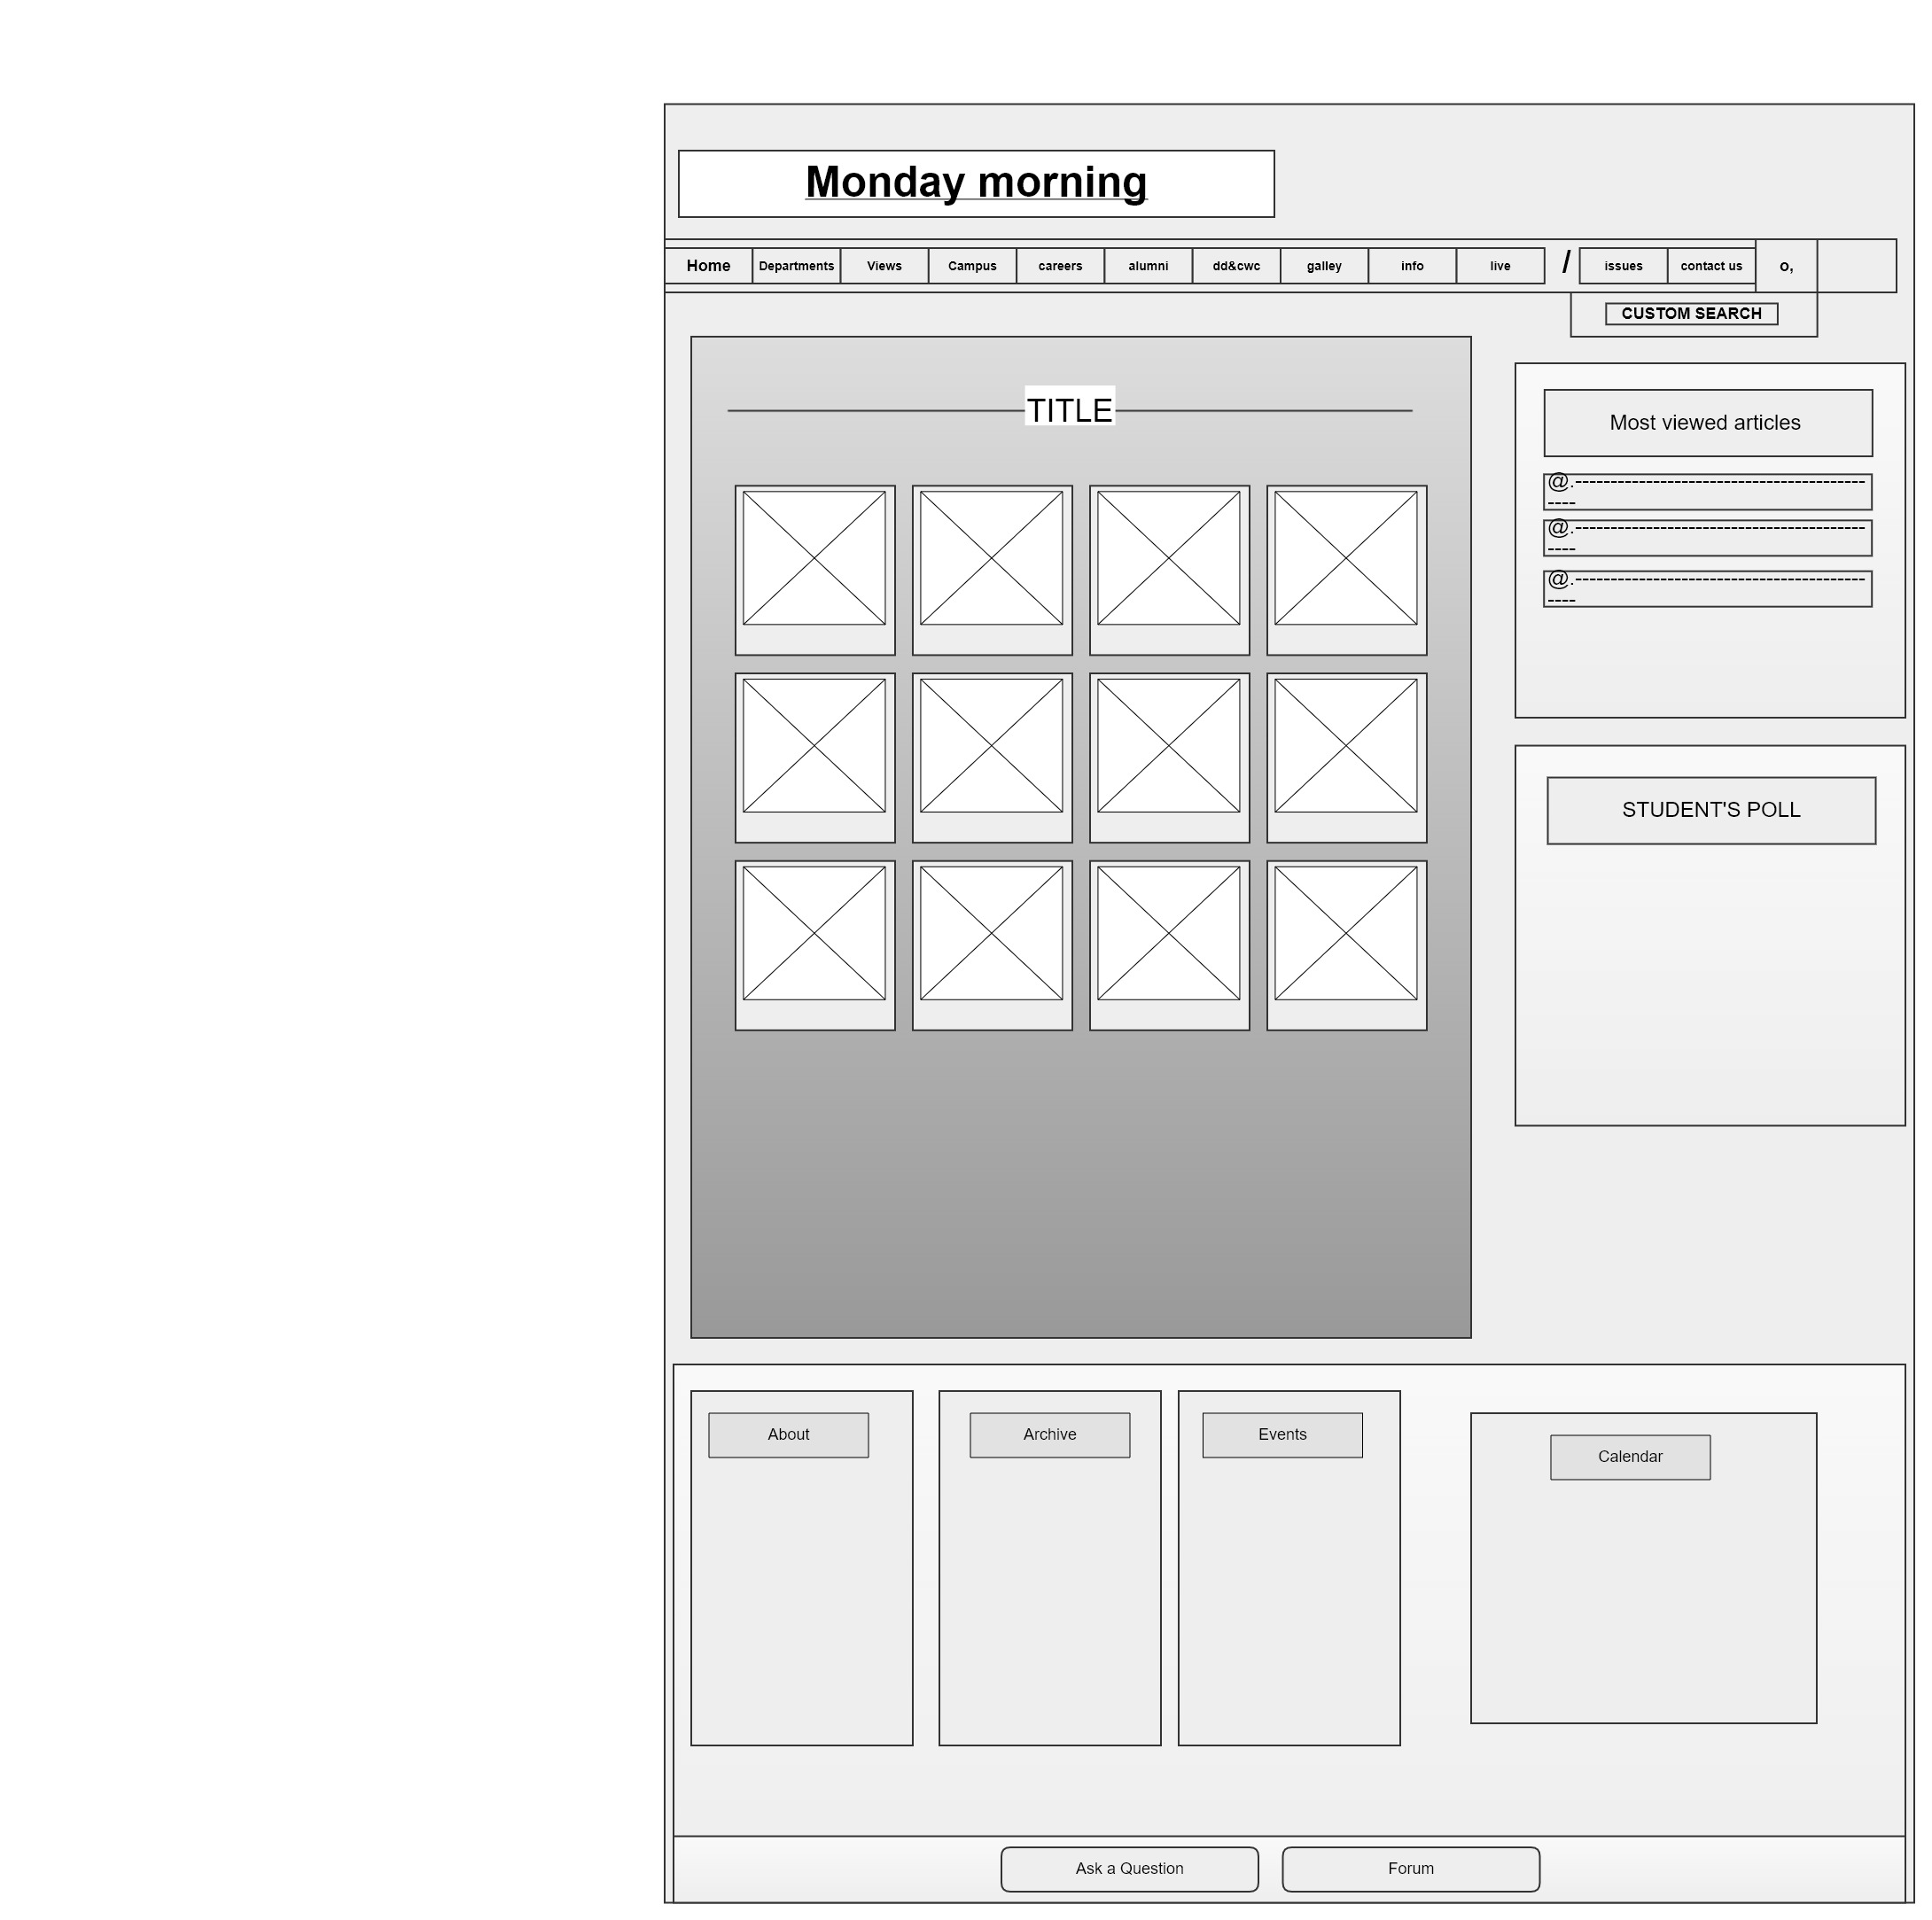 Monday morning
Home Departments Views Campus careers alumni dd&cwc galley info live / issues contact us o,
CUSTOM SEARCH
TITLE
Most viewed articles
@.-----------------------------------------
----
@.-----------------------------------------
----
@.-----------------------------------------
----
STUDENT'S POLL
About Archive Events
Calendar
Ask a Question Forum